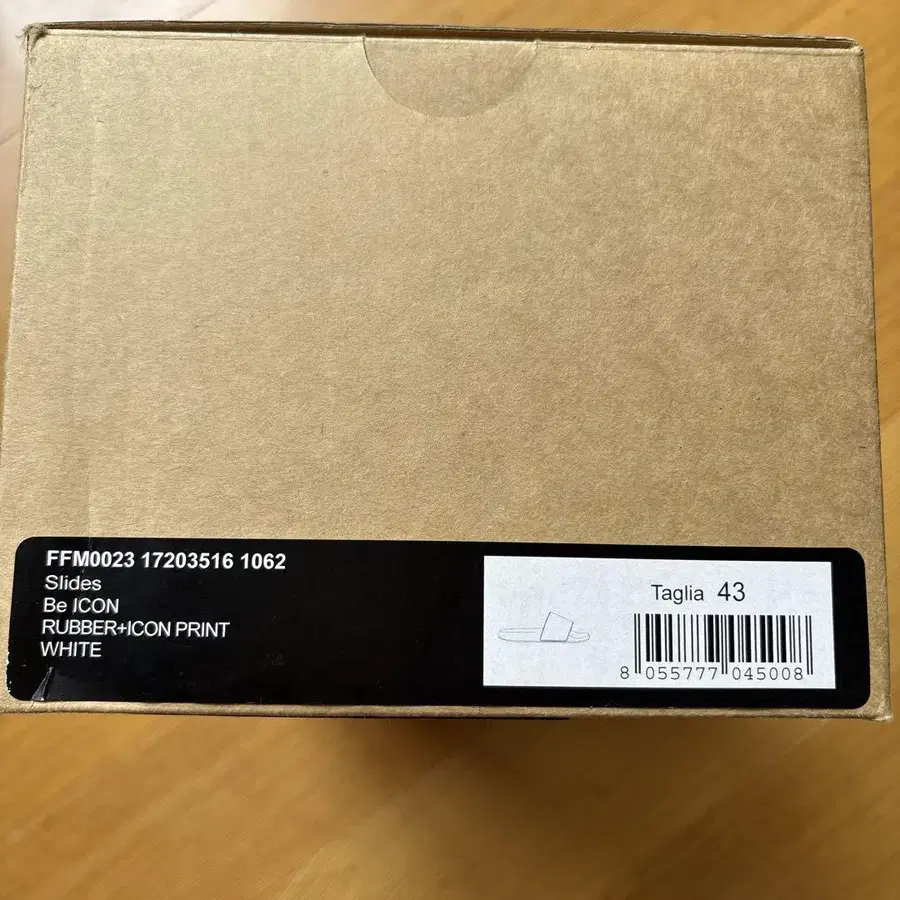 FFM0023 17203516 1062
Slides
Be ICON
RUBBER+ICON PRINT
WHITE
Taglia 43
8 055777 045008